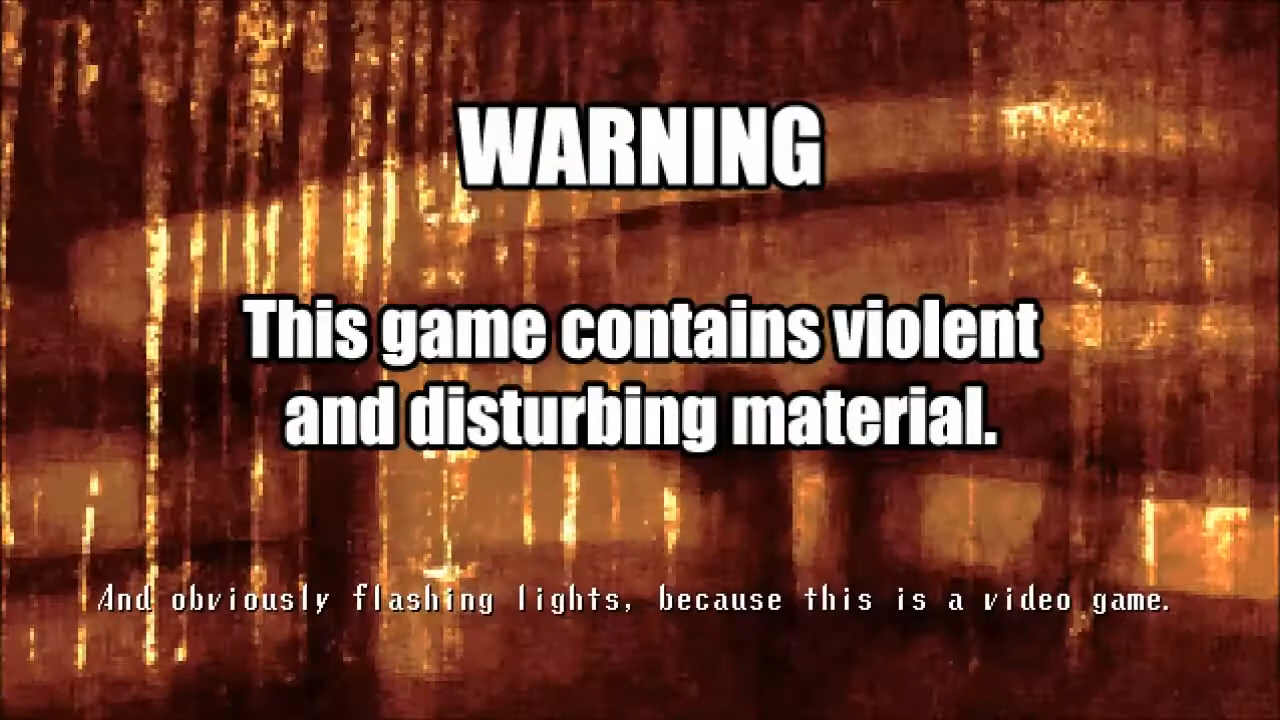 WARNING
This game contains violent
and disturbing material.
And obviously flashing lights, because this is a video game.